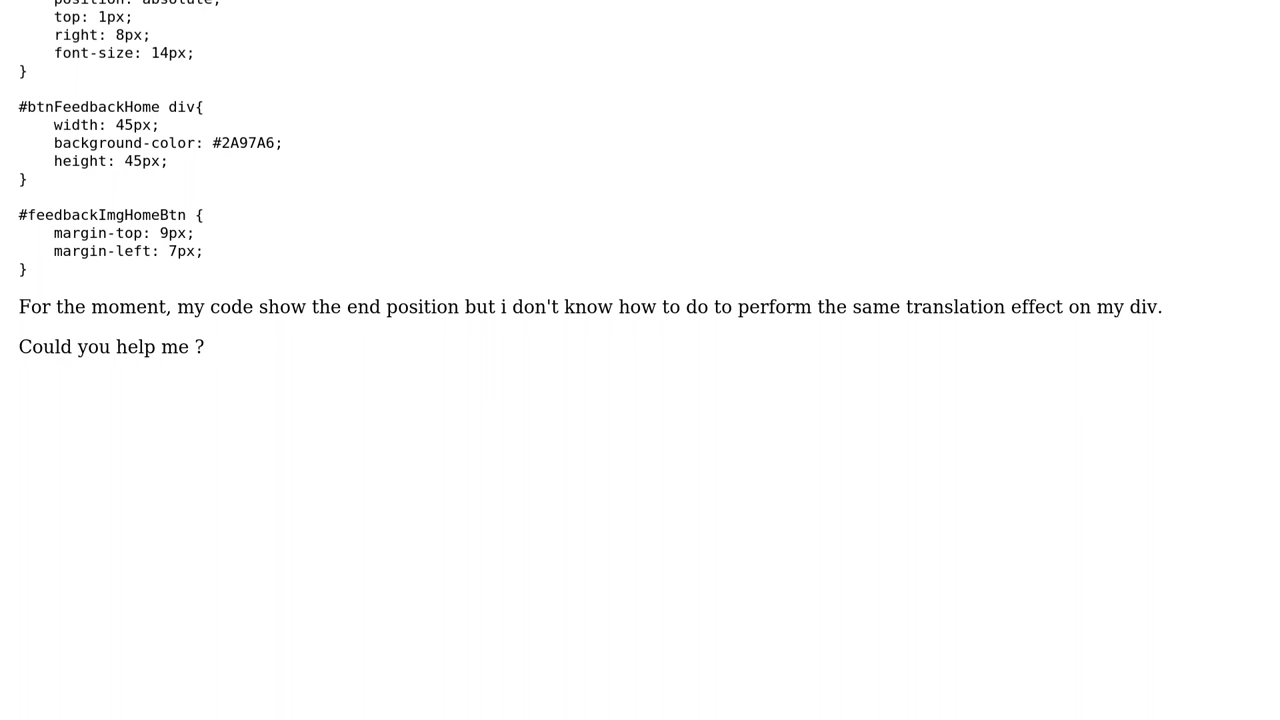 position: absolute;
top: 1px;
right: 8px;
font-size: 14px;
}
#btnFeedbackHome div{
width: 45px;
background-color: #2A97A6;
height: 45px;
}
#feedbackImgHomeBtn {
margin-top: 9px;
margin-left: 7px;
}
For the moment, my code show the end position but i don't know how to do to perform the same translation effect on my div.
Could you help me ?